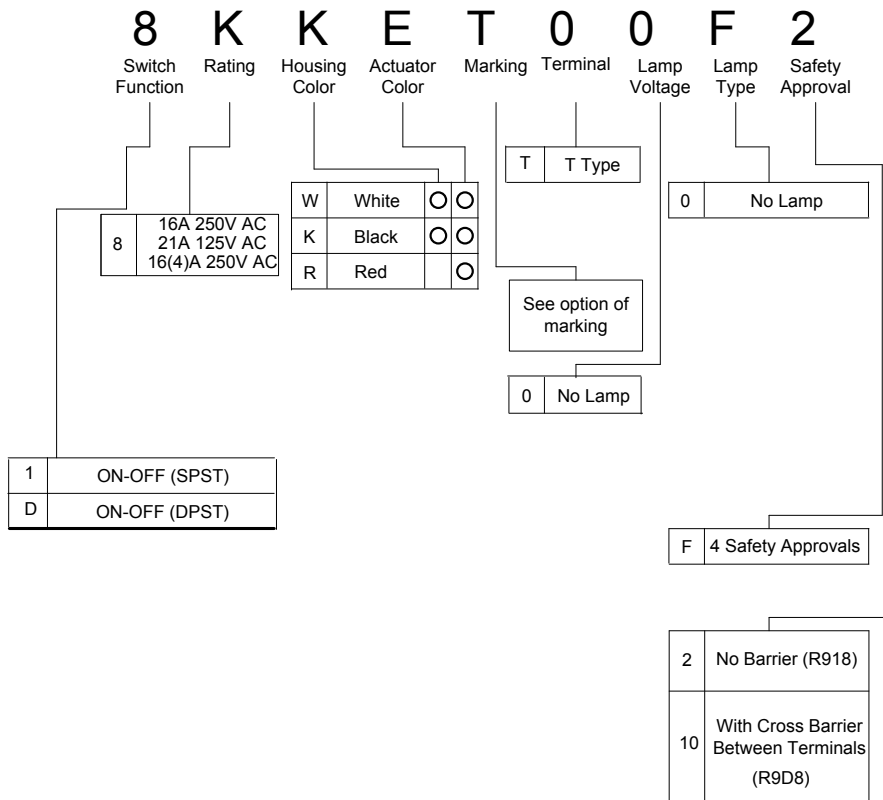 8 K K E T 0 0 F 2
Switch Function
Rating
Housing Color
Actuator Color
Marking
Terminal
Lamp Voltage
Lamp Type
Safety Approval
T T Type
W White O O
K Black O O
R Red O
0 No Lamp
8 16A 250V AC
21A 125V AC
16(4)A 250V AC
See option of
marking
0 No Lamp
1 ON-OFF (SPST)
D ON-OFF (DPST)
F 4 Safety Approvals
2 No Barrier (R918)
10 With Cross Barrier
Between Terminals
(R9D8)